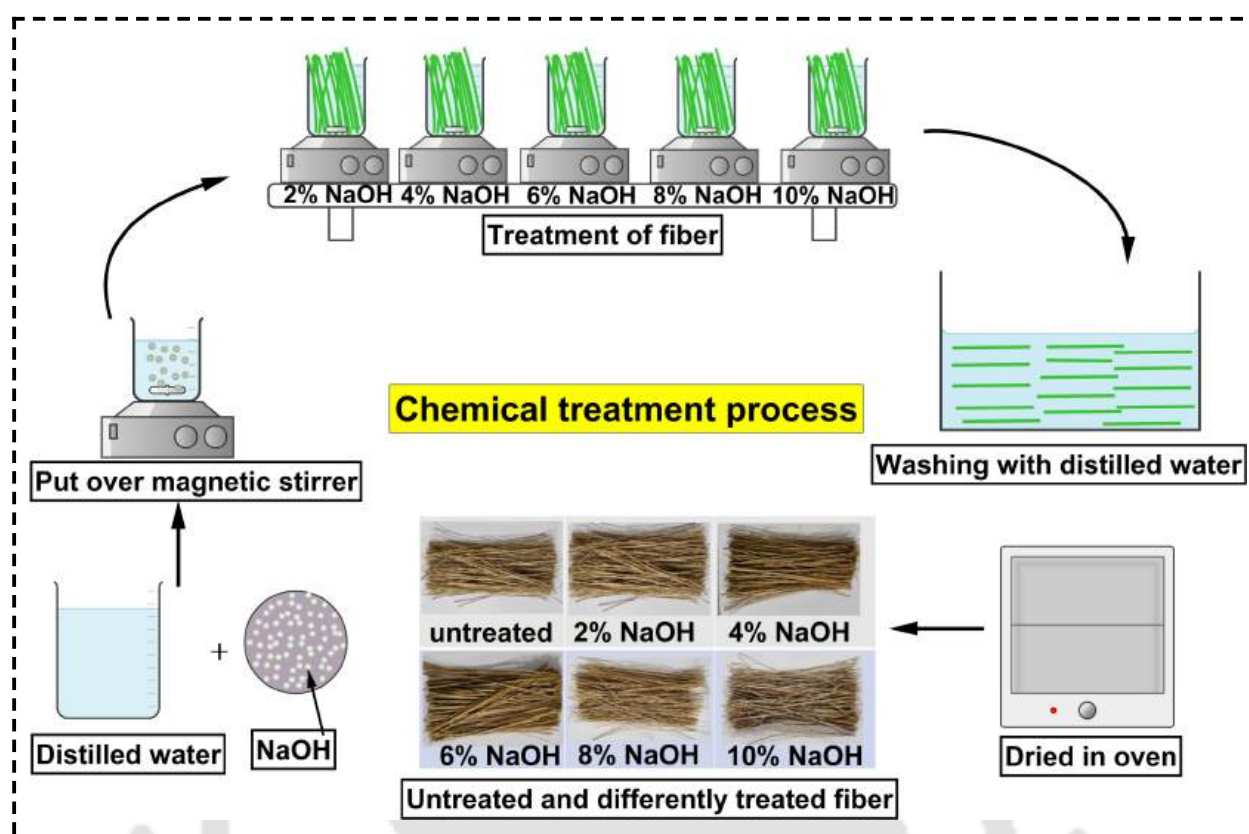 2% NaOH 4% NaOH 6% NaOH 8% NaOH 10% NaOH
Treatment of fiber
Put over magnetic stirrer
Chemical treatment process
Washing with distilled water
untreated 2% NaOH 4% NaOH
6% NaOH 8% NaOH 10% NaOH
Untreated and differently treated fiber
+
Distilled water
NaOH
Dried in oven